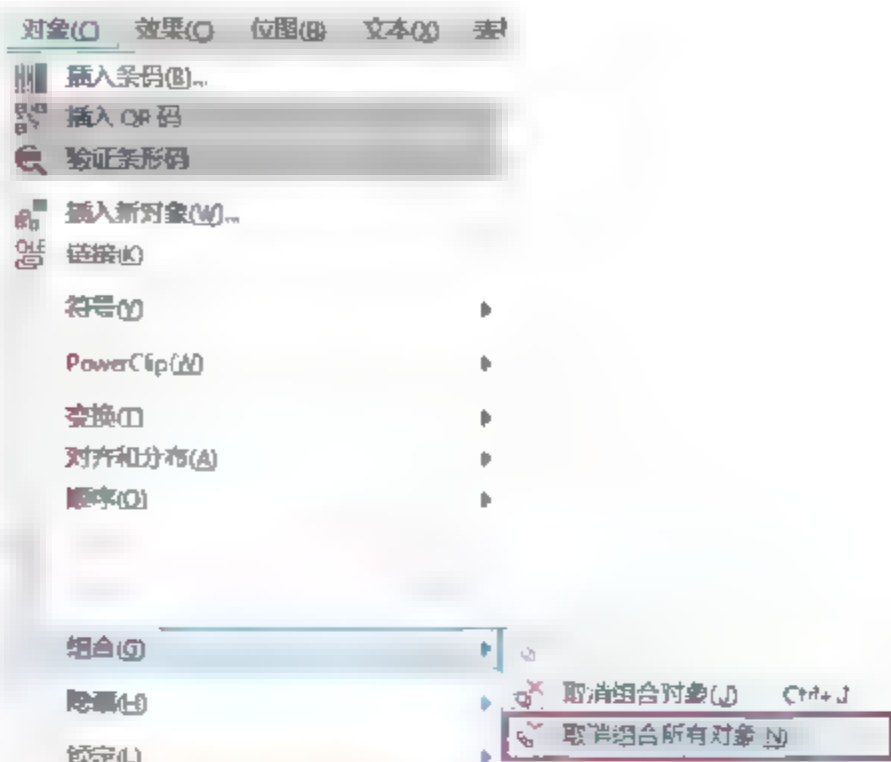 对象(C) 效果(C) 位图(B) 文本(X)
插入条码(B)...
插入 QR 码
验证条形码
插入新对象(W)...
链接(K)
符号(Y)
PowerClip(W)
变换(T)
对齐和分布(A)
顺序(O)
组合(G)
取消组合对象(U)
隐藏(H)
取消组合所有对象 N)
锁定(L)